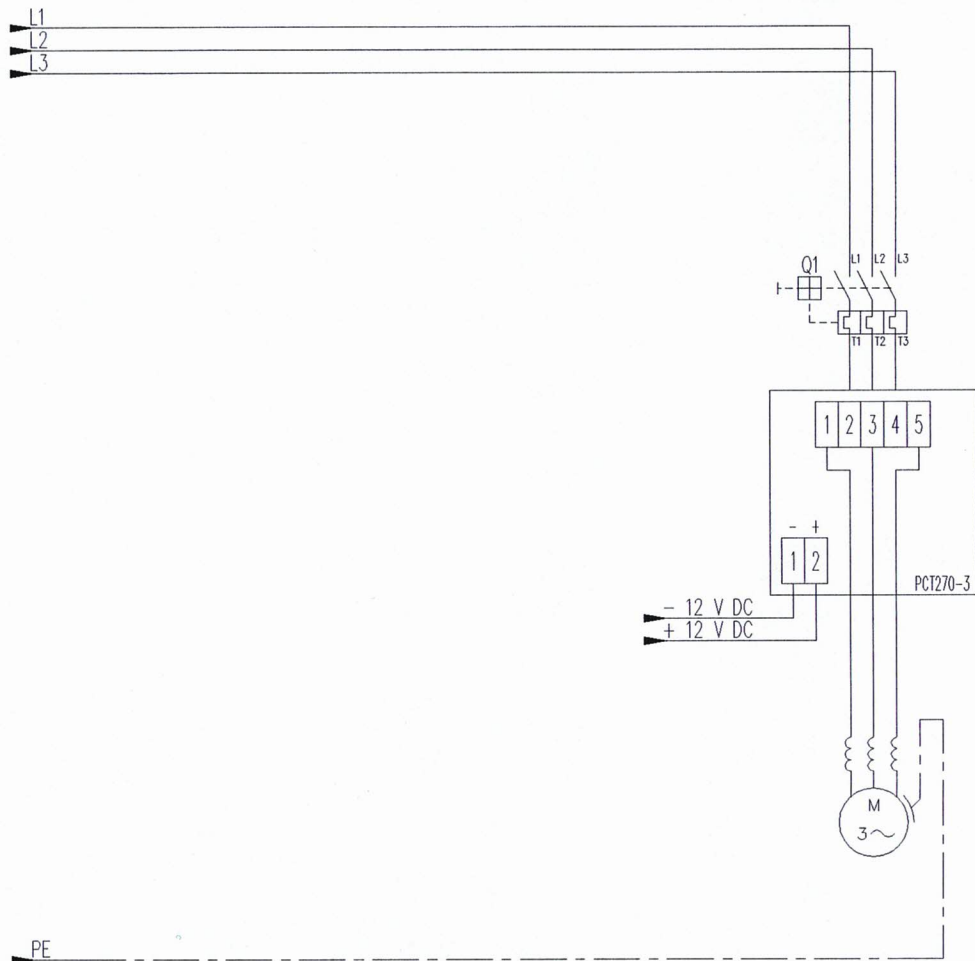 L1
L2
L3
Q1
L1 L2 L3
T1 T2 T3
1 2 3 4 5
- +
1 2
PCT270-3
- 12 V DC
+ 12 V DC
M
3~
PE